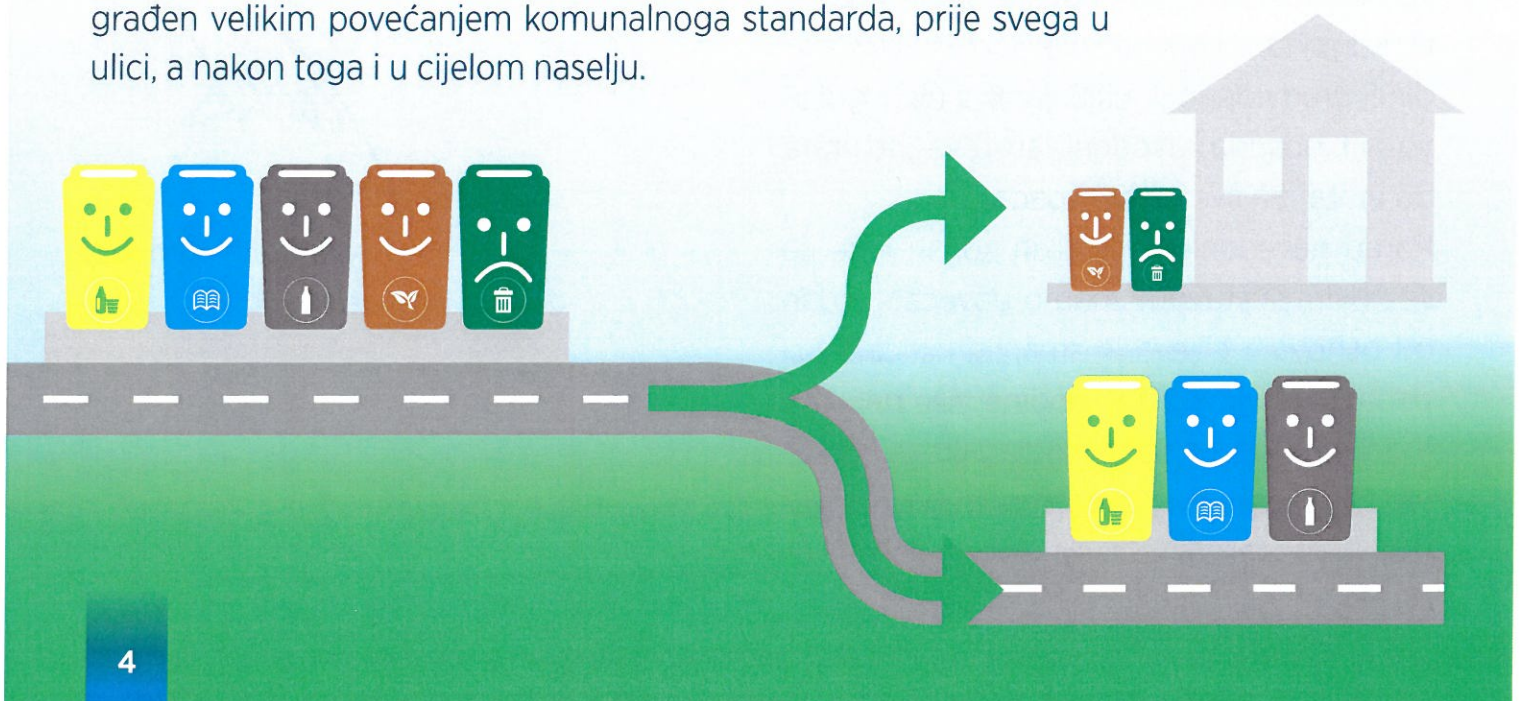 građen velikim povećanjem komunalnoga standarda, prije svega u
ulici, a nakon toga i u cijelom naselju.
4